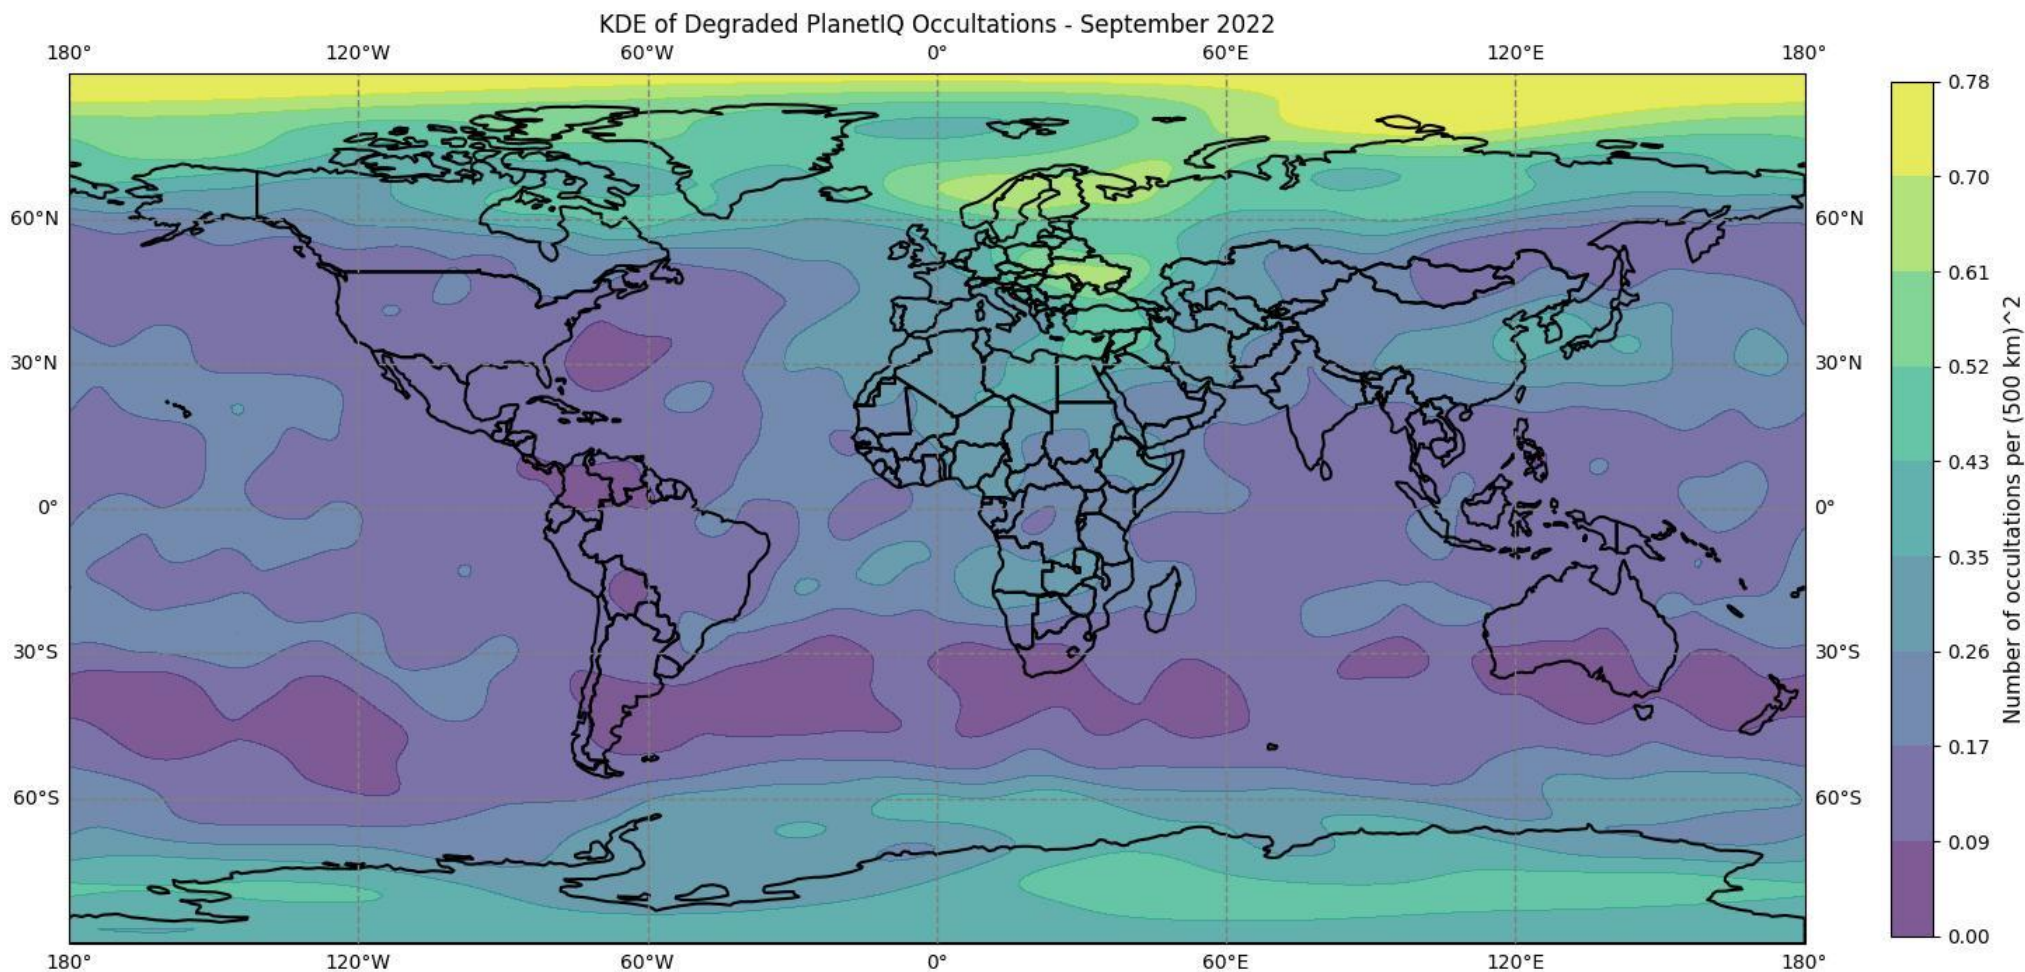 KDE of Degraded PlanetIQ Occultations - September 2022
180° 120°W 60°W 0° 60°E 120°E 180°
60°N 60°N
30°N 30°N
0° 0°
30°S 30°S
60°S 60°S
180° 120°W 60°W 0° 60°E 120°E 180°
0.78
0.70
0.61
0.52
0.43
0.35
0.26
0.17
0.09
0.00
Number of occultations per (500 km)^2